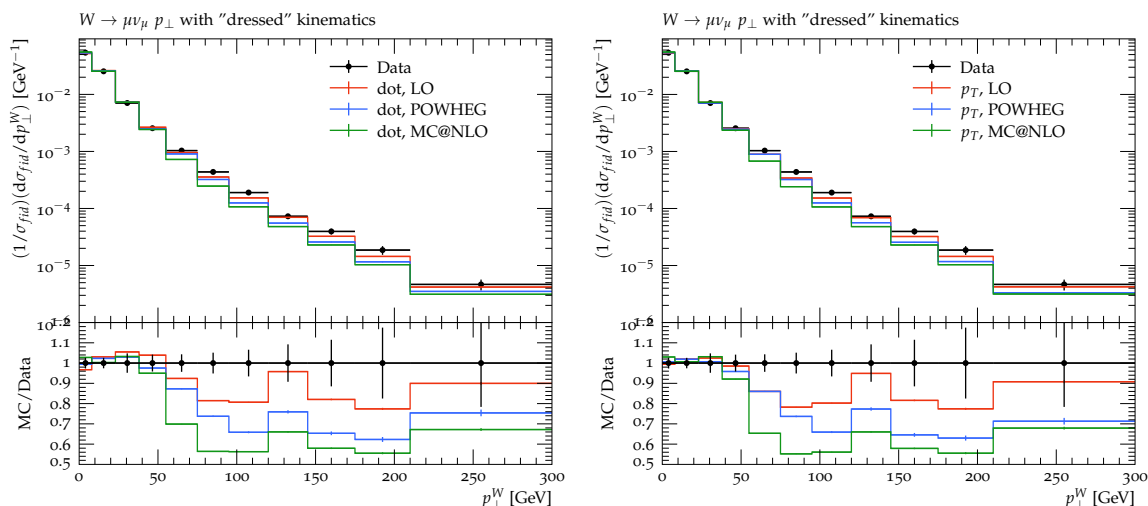 W → μν_μ p_⊥ with ”dressed” kinematics
Data
dot, LO
dot, POWHEG
dot, MC@NLO
10⁻²
10⁻³
10⁻⁴
10⁻⁵
10⁻⁶
(1/σ_fid)(dσ_fid/dp_⊥^W) [GeV⁻¹]
1.2
1
0.9
0.8
0.7
0.6
0.5
MC/Data
0 50 100 150 200 250 300
p_⊥^W [GeV]
W → μν_μ p_⊥ with ”dressed” kinematics
Data
p_T, LO
p_T, POWHEG
p_T, MC@NLO
10⁻²
10⁻³
10⁻⁴
10⁻⁵
10⁻⁶
(1/σ_fid)(dσ_fid/dp_⊥^W) [GeV⁻¹]
1.2
1
0.9
0.8
0.7
0.6
0.5
MC/Data
0 50 100 150 200 250 300
p_⊥^W [GeV]